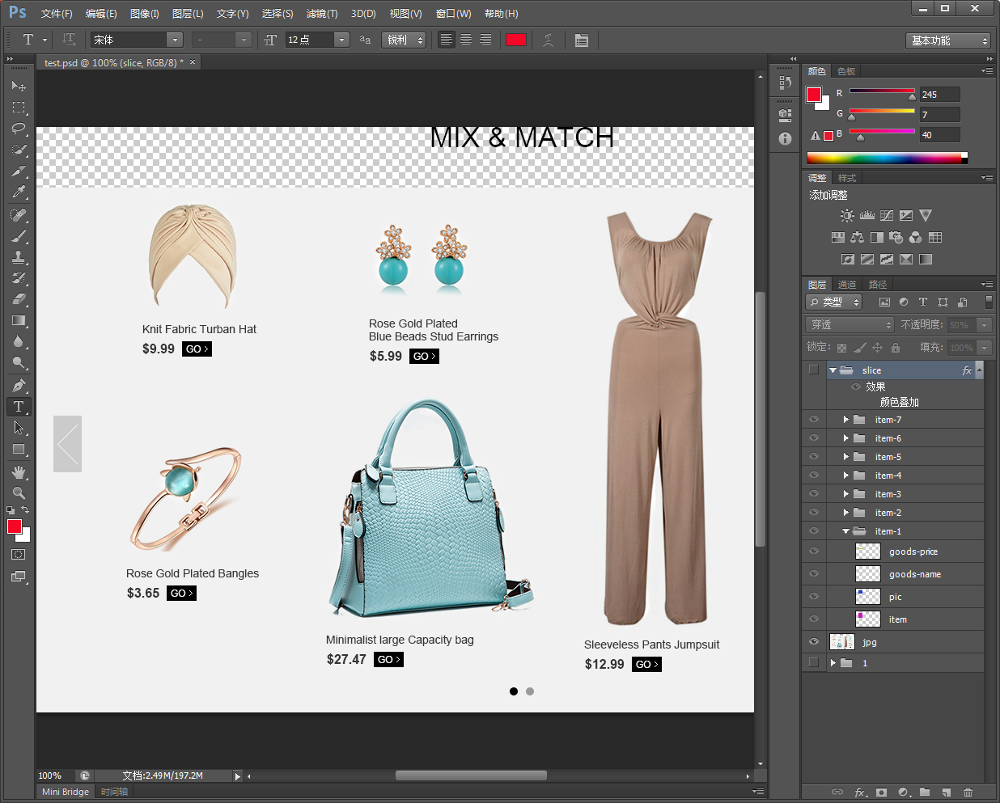 Ps 文件(F) 编辑(E) 图像(I) 图层(L) 文字(Y) 选择(S) 滤镜(T) 3D(D) 视图(V) 窗口(W) 帮助(H)
T 宋体 - T 12 点 aa 锐利 基本功能
test.psd @ 100% (slice, RGB/8) * ×
MIX & MATCH
Knit Fabric Turban Hat
$9.99 GO >
Rose Gold Plated
Blue Beads Stud Earrings
$5.99 GO >
Rose Gold Plated Bangles
$3.65 GO >
Minimalist large Capacity bag
$27.47 GO >
Sleeveless Pants Jumpsuit
$12.99 GO >
100% 文档:2.49M/197.2M
Mini Bridge 时间轴
颜色 色板
R 245
G 7
B 40
调整 样式
添加调整
图层 通道 路径
类型
穿透 不透明度: 50%
锁定: 填充: 100%
slice fx
效果
颜色叠加
item-7
item-6
item-5
item-4
item-3
item-2
item-1
goods-price
goods-name
pic
item
jpg
1
fx